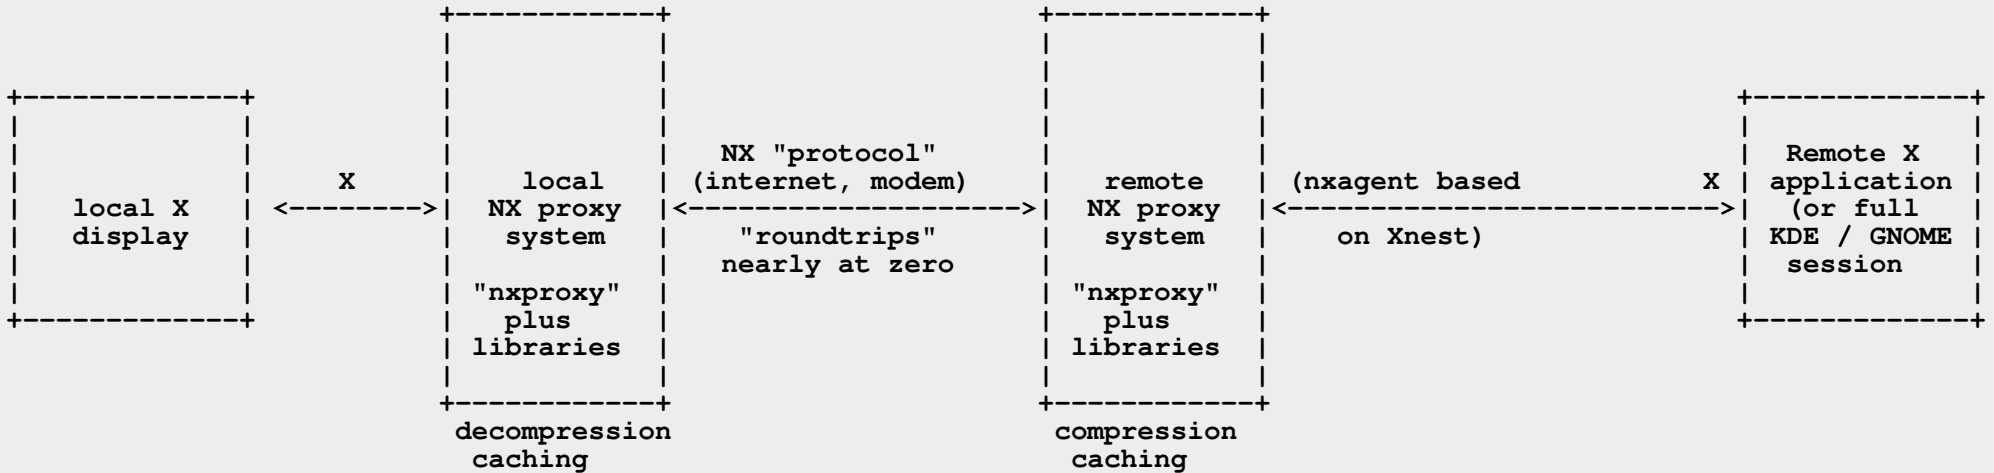 NX "protocol"
Remote X
X
local
(internet, modem)
remote
(nxagent based
X
application
local X
<-------->
NX proxy
<-------------------->
NX proxy
<------------------------->
(or full
display
system
"roundtrips"
system
on Xnest)
KDE / GNOME
nearly at zero
session
"nxproxy"
"nxproxy"
plus
plus
libraries
libraries
decompression
compression
caching
caching